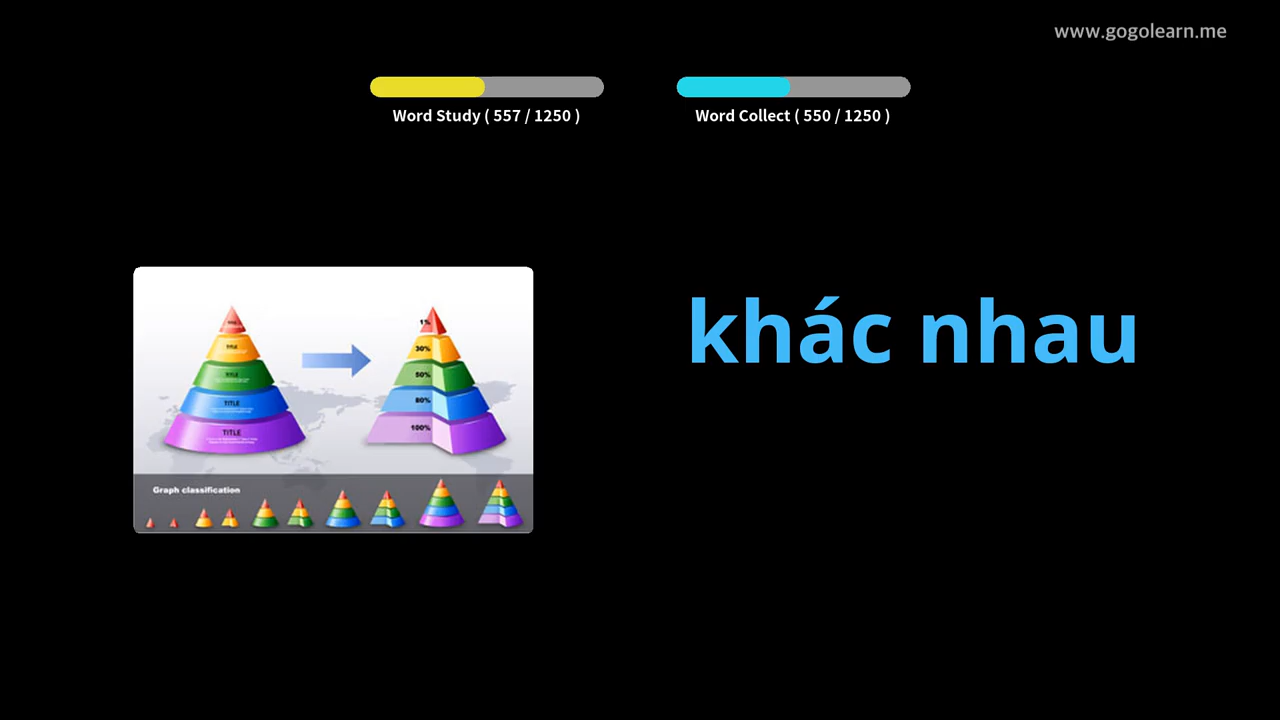 www.gogolearn.me
Word Study ( 557 / 1250 )
Word Collect ( 550 / 1250 )
khác nhau
TITLE
TITLE
TITLE
TITLE
1%
30%
50%
80%
100%
Graph classification